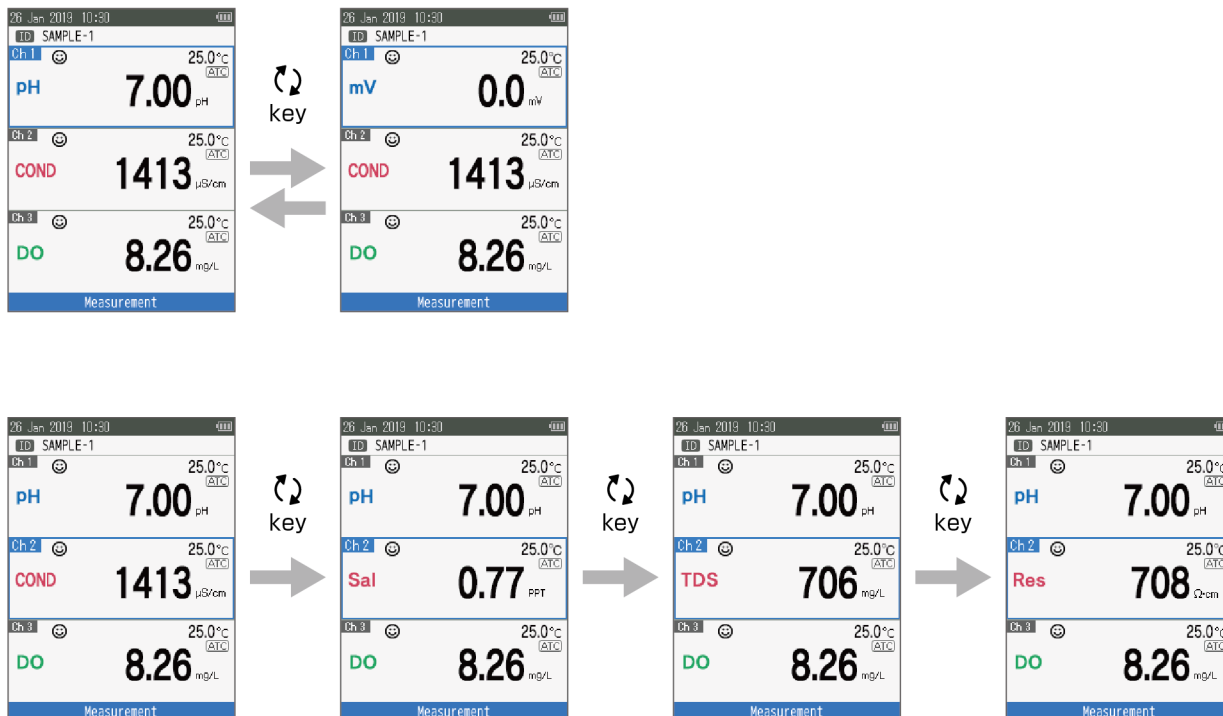 26 Jan 2019 10:30
ID SAMPLE-1
Ch 1 25.0°C
ATC
pH 7.00 pH
Ch 2 25.0°C
ATC
COND 1413 µS/cm
Ch 3 25.0°C
ATC
DO 8.26 mg/L
Measurement
key
26 Jan 2019 10:30
ID SAMPLE-1
Ch 1 25.0°C
ATC
mV 0.0 mV
Ch 2 25.0°C
ATC
COND 1413 µS/cm
Ch 3 25.0°C
ATC
DO 8.26 mg/L
Measurement
26 Jan 2019 10:30
ID SAMPLE-1
Ch 1 25.0°C
ATC
pH 7.00 pH
Ch 2 25.0°C
ATC
COND 1413 µS/cm
Ch 3 25.0°C
ATC
DO 8.26 mg/L
Measurement
key
26 Jan 2019 10:30
ID SAMPLE-1
Ch 1 25.0°C
ATC
pH 7.00 pH
Ch 2 25.0°C
ATC
Sal 0.77 PPT
Ch 3 25.0°C
ATC
DO 8.26 mg/L
Measurement
key
26 Jan 2019 10:30
ID SAMPLE-1
Ch 1 25.0°C
ATC
pH 7.00 pH
Ch 2 25.0°C
ATC
TDS 706 mg/L
Ch 3 25.0°C
ATC
DO 8.26 mg/L
Measurement
key
26 Jan 2019 10:30
ID SAMPLE-1
Ch 1 25.0°C
ATC
pH 7.00 pH
Ch 2 25.0°C
ATC
Res 708 Ω•cm
Ch 3 25.0°C
ATC
DO 8.26 mg/L
Measurement